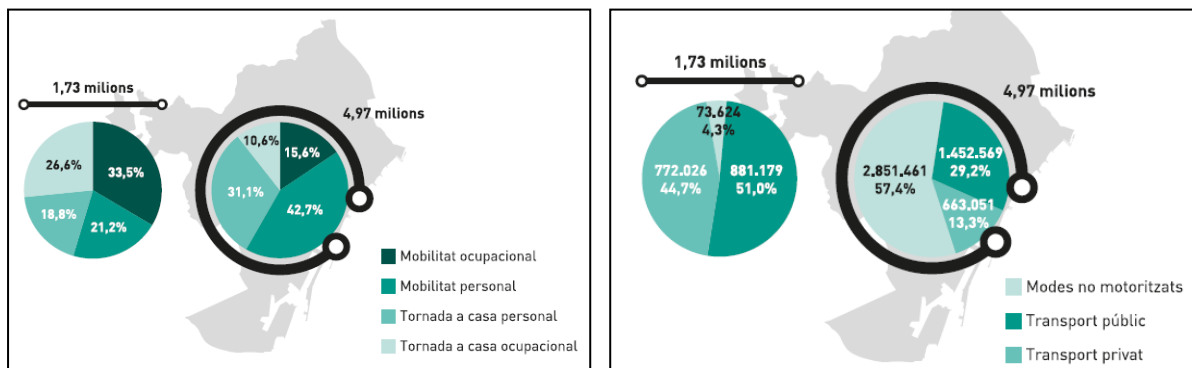 1,73 milions
4,97 milions
26,6%
33,5%
18,8%
21,2%
10,6%
15,6%
31,1%
42,7%
Mobilitat ocupacional
Mobilitat personal
Tornada a casa personal
Tornada a casa ocupacional
1,73 milions
4,97 milions
73.624
4,3%
772.026
44,7%
881.179
51,0%
2.851.461
57,4%
1.452.569
29,2%
663.051
13,3%
Modes no motoritzats
Transport públic
Transport privat